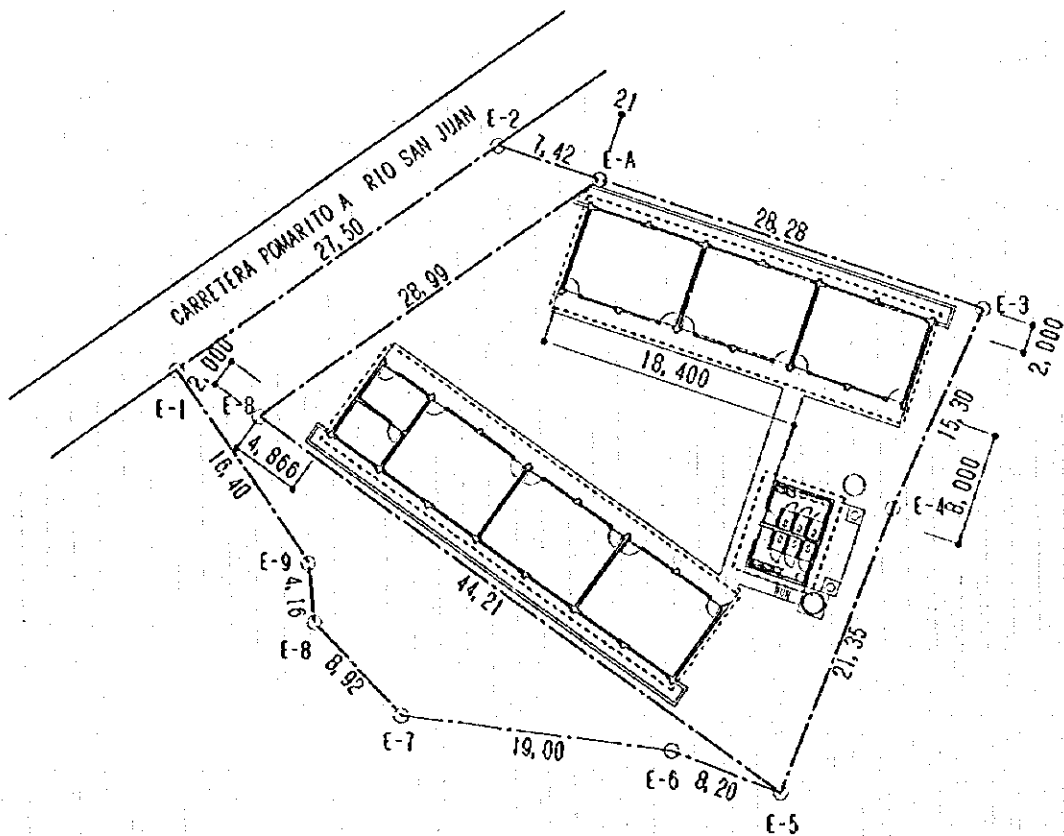 21
E-2
7,42
E-A
CARRETERA POMARITO A RIO SAN JUAN
27,50
28,28
28,99
E-3
2,000
2,000
18,400
E-1
E-B
15,30
4,866
16,40
8,000
E-4
E-9
4,16
44,21
E-8
21,35
8,92
E-7
19,00
E-6
8,20
E-5